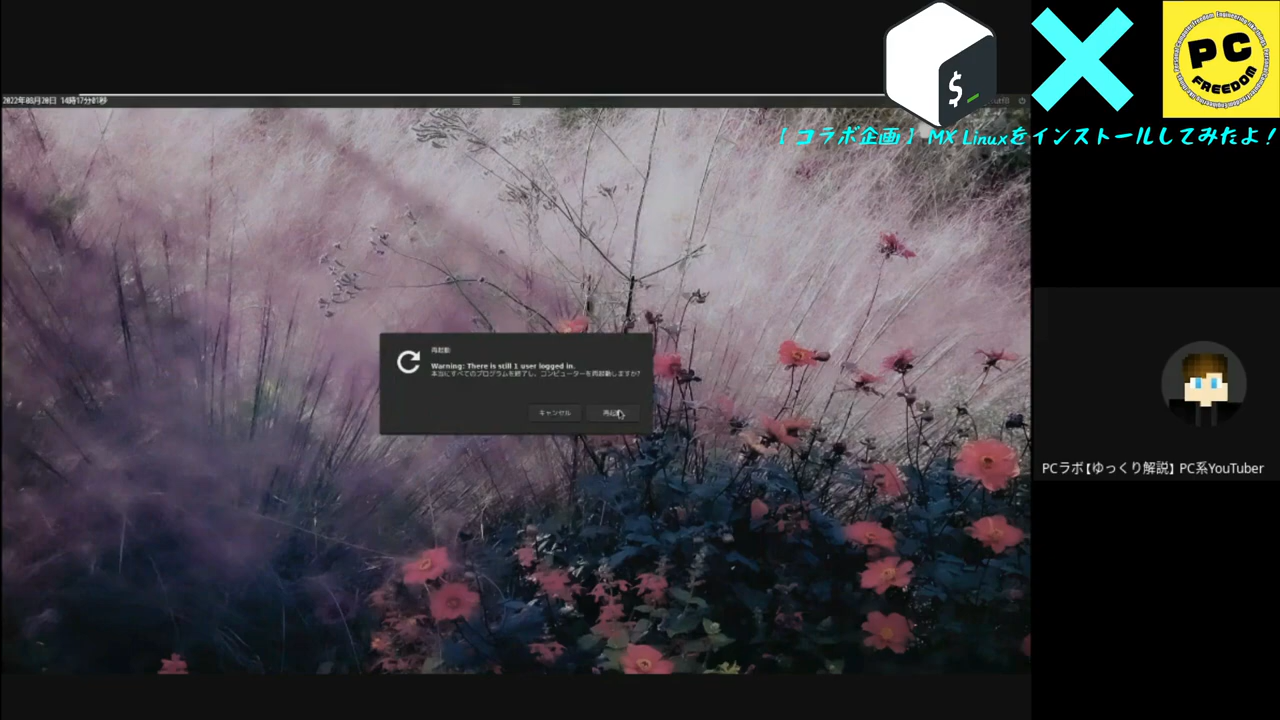 2022年08月20日 14時17分01秒
$
PC
FREEDOM
【コラボ企画】MX Linuxをインストールしてみたよ!
再起動
Warning: There is still 1 user logged in.
本当にすべてのプログラムを終了し、コンピューターを再起動しますか?
キャンセル
PCラボ【ゆっくり解説】PC系YouTuber